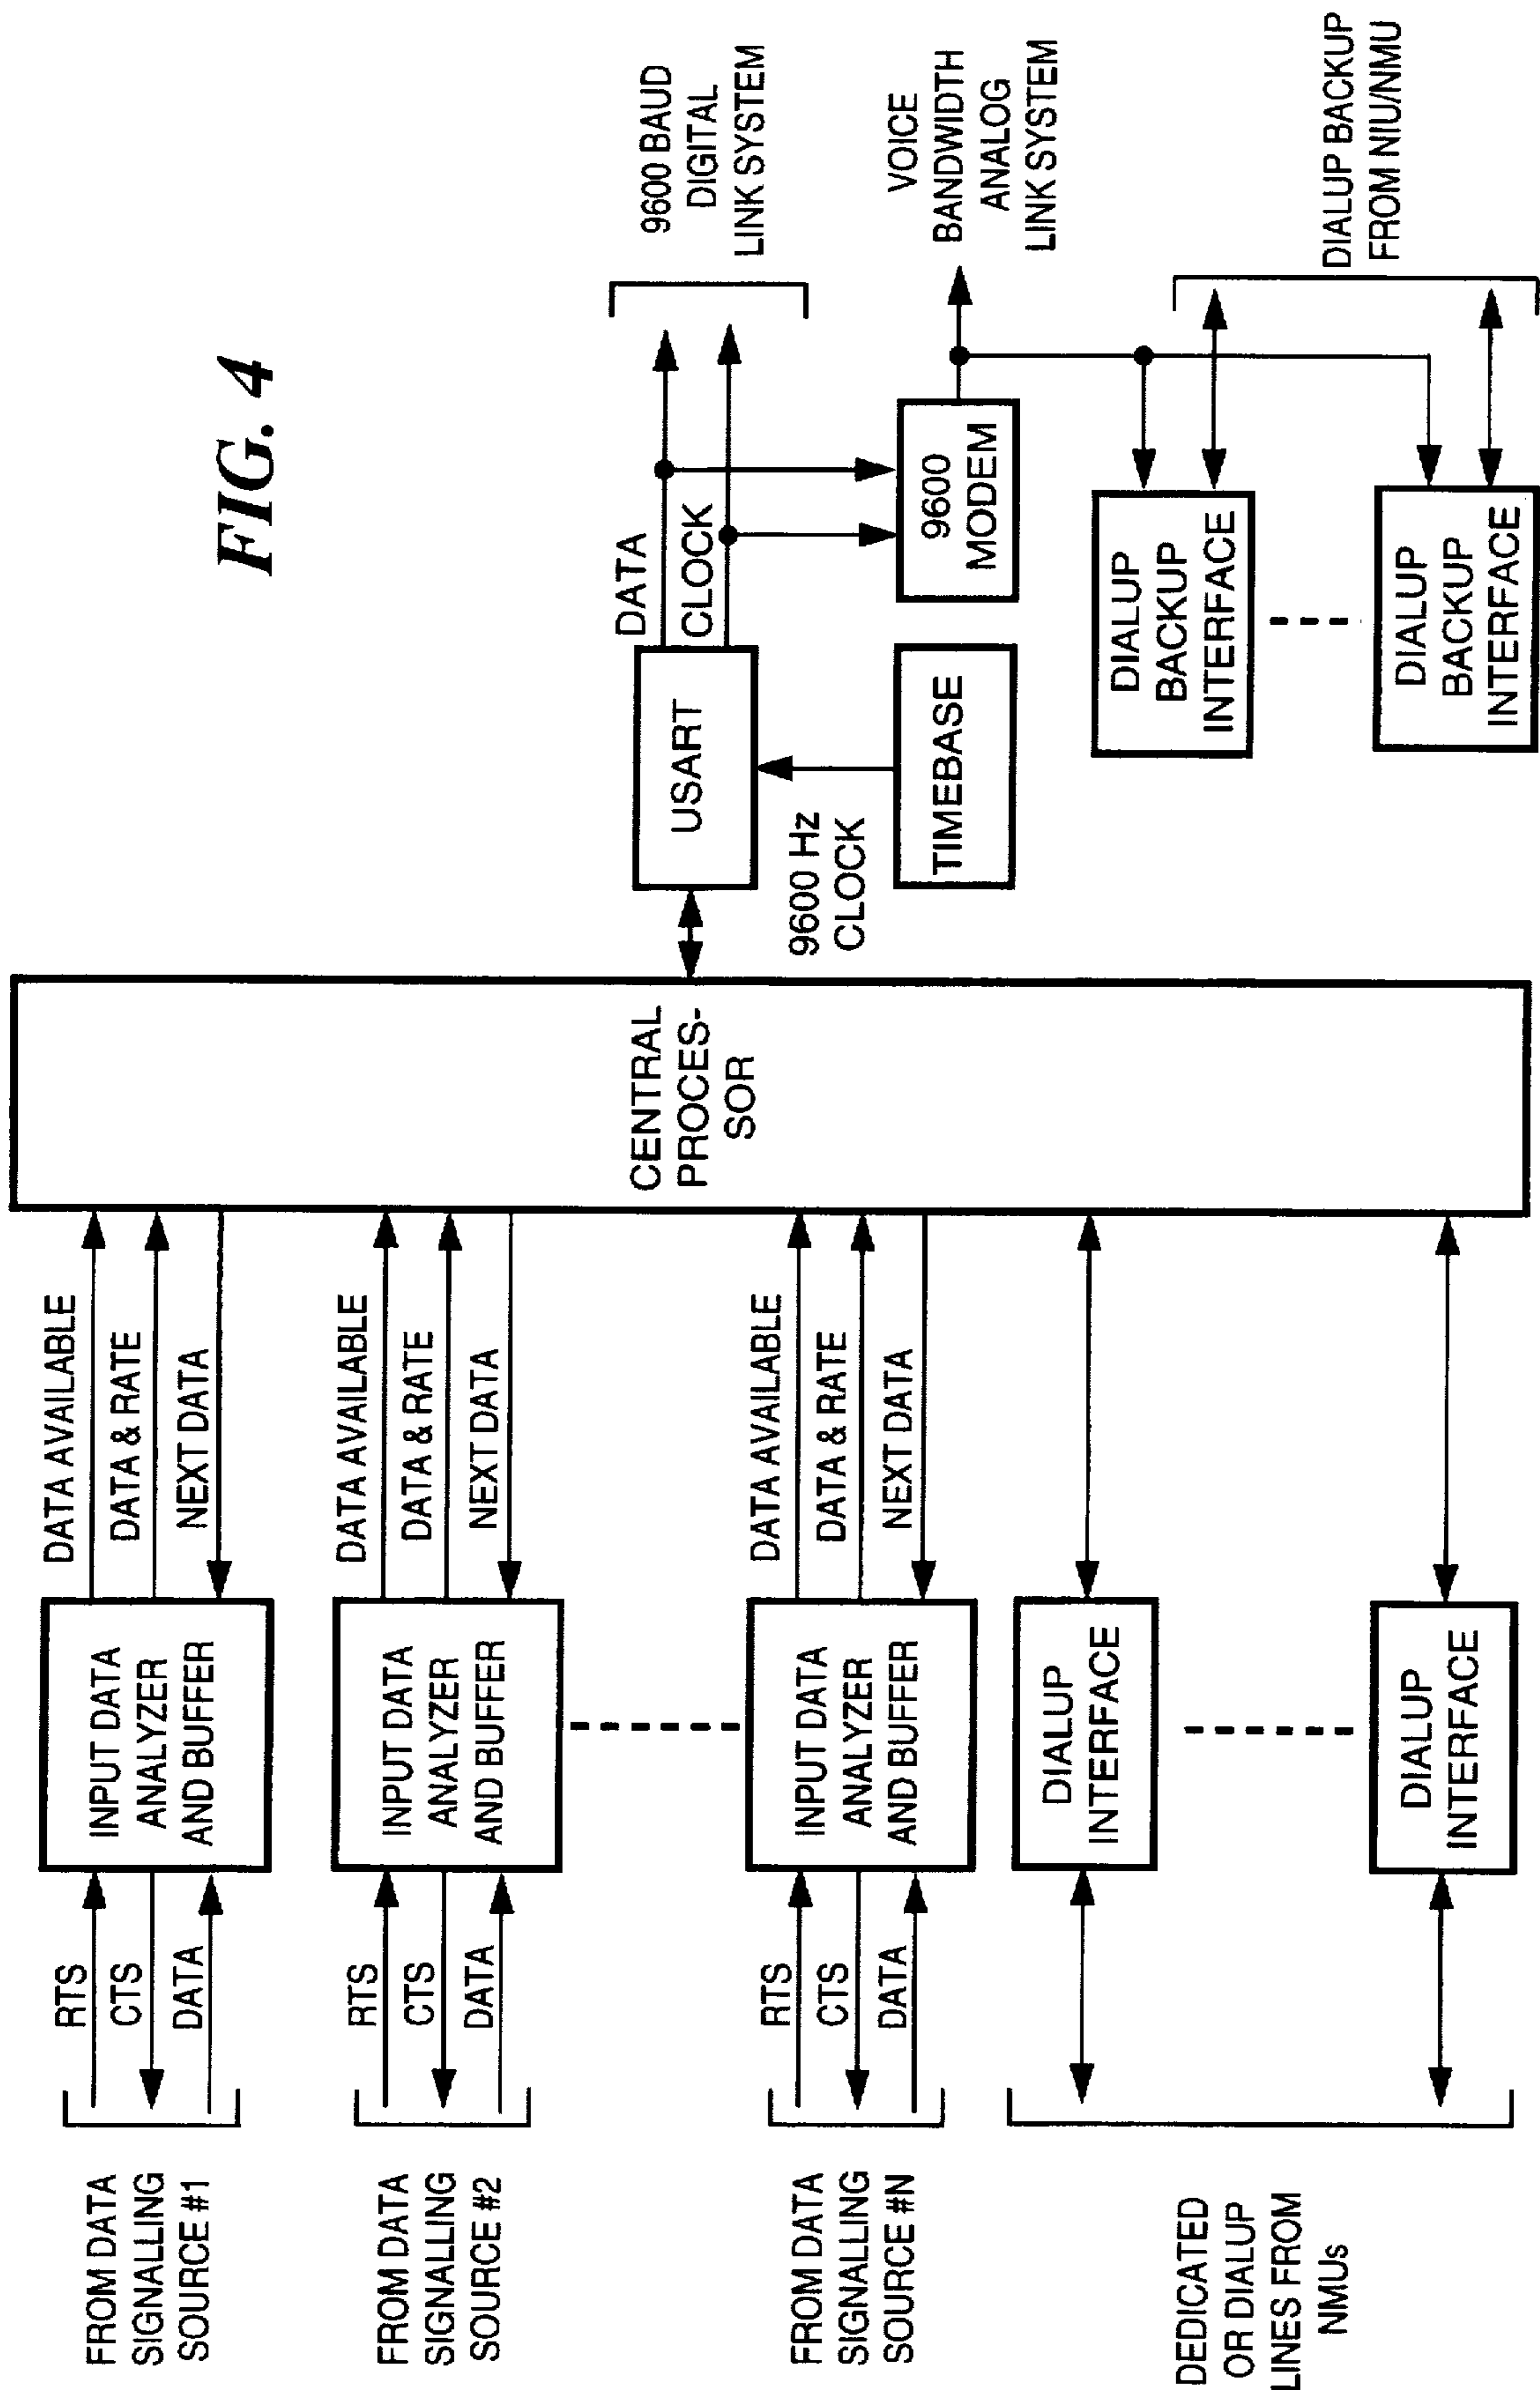 FIG. 4
FROM DATA
SIGNALLING
SOURCE #1
RTS
CTS
DATA
INPUT DATA
ANALYZER
AND BUFFER
DATA AVAILABLE
DATA & RATE
NEXT DATA
FROM DATA
SIGNALLING
SOURCE #2
RTS
CTS
DATA
INPUT DATA
ANALYZER
AND BUFFER
DATA AVAILABLE
DATA & RATE
NEXT DATA
FROM DATA
SIGNALLING
SOURCE #N
RTS
CTS
DATA
INPUT DATA
ANALYZER
AND BUFFER
DATA AVAILABLE
DATA & RATE
NEXT DATA
DEDICATED
OR DIALUP
LINES FROM
NMUs
DIALUP
INTERFACE
DIALUP
INTERFACE
CENTRAL
PROCES-
SOR
USART
DATA
CLOCK
9600 BAUD
DIGITAL
LINK SYSTEM
9600 Hz
CLOCK
TIMEBASE
9600
MODEM
VOICE
BANDWIDTH
ANALOG
LINK SYSTEM
DIALUP
BACKUP
INTERFACE
DIALUP
BACKUP
INTERFACE
DIALUP BACKUP
FROM NIU/NMU